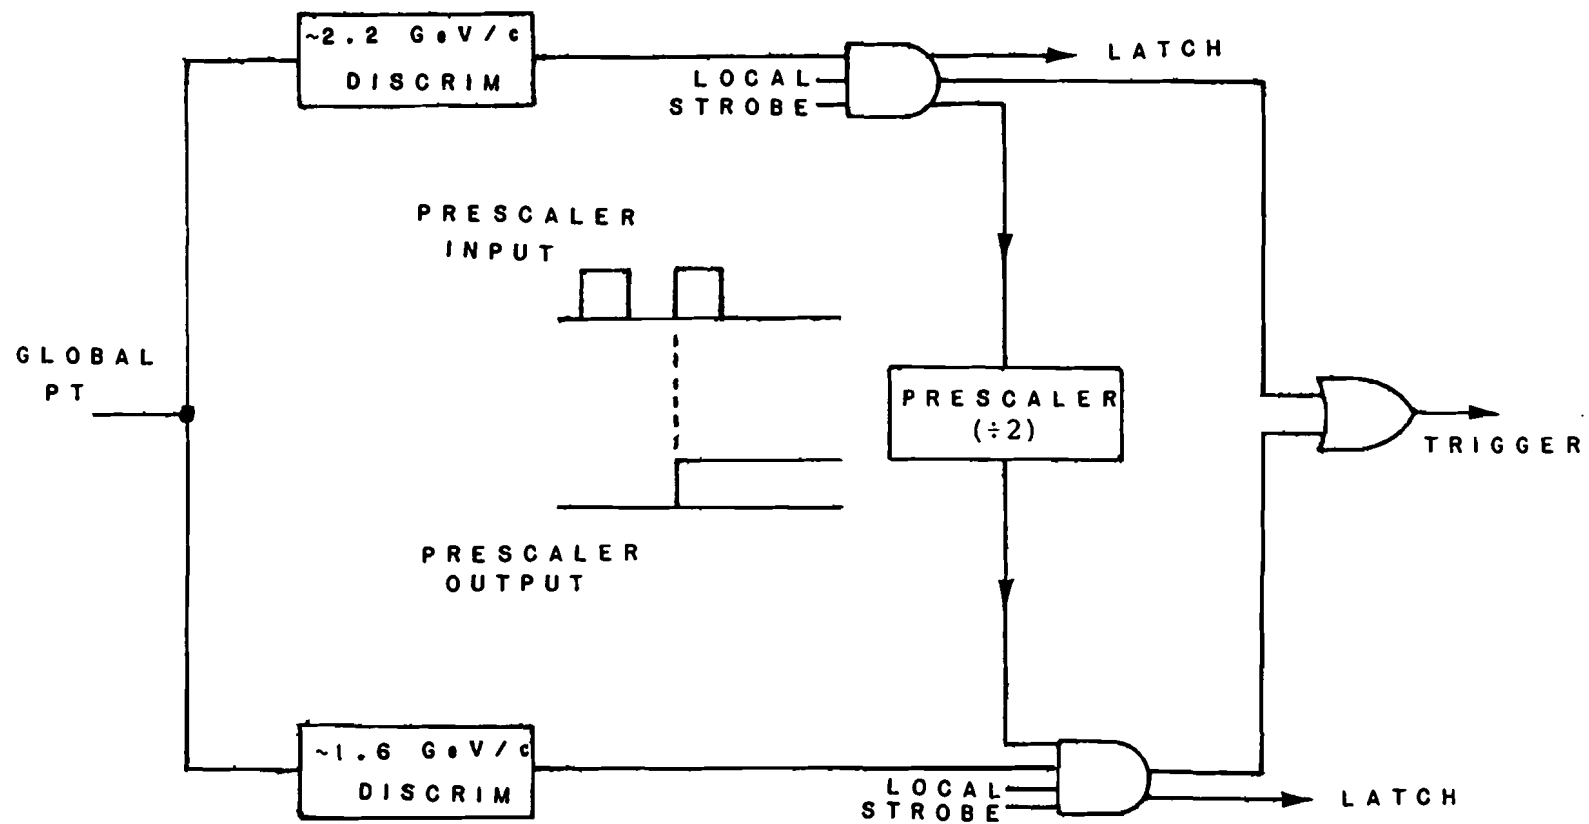 ~2.2 GeV/c
DISCRIM
LATCH
LOCAL
STROBE
PRESCALER
INPUT
GLOBAL
PT
PRESCALER
(÷2)
TRIGGER
PRESCALER
OUTPUT
~1.6 GeV/c
DISCRIM
LOCAL
STROBE
LATCH